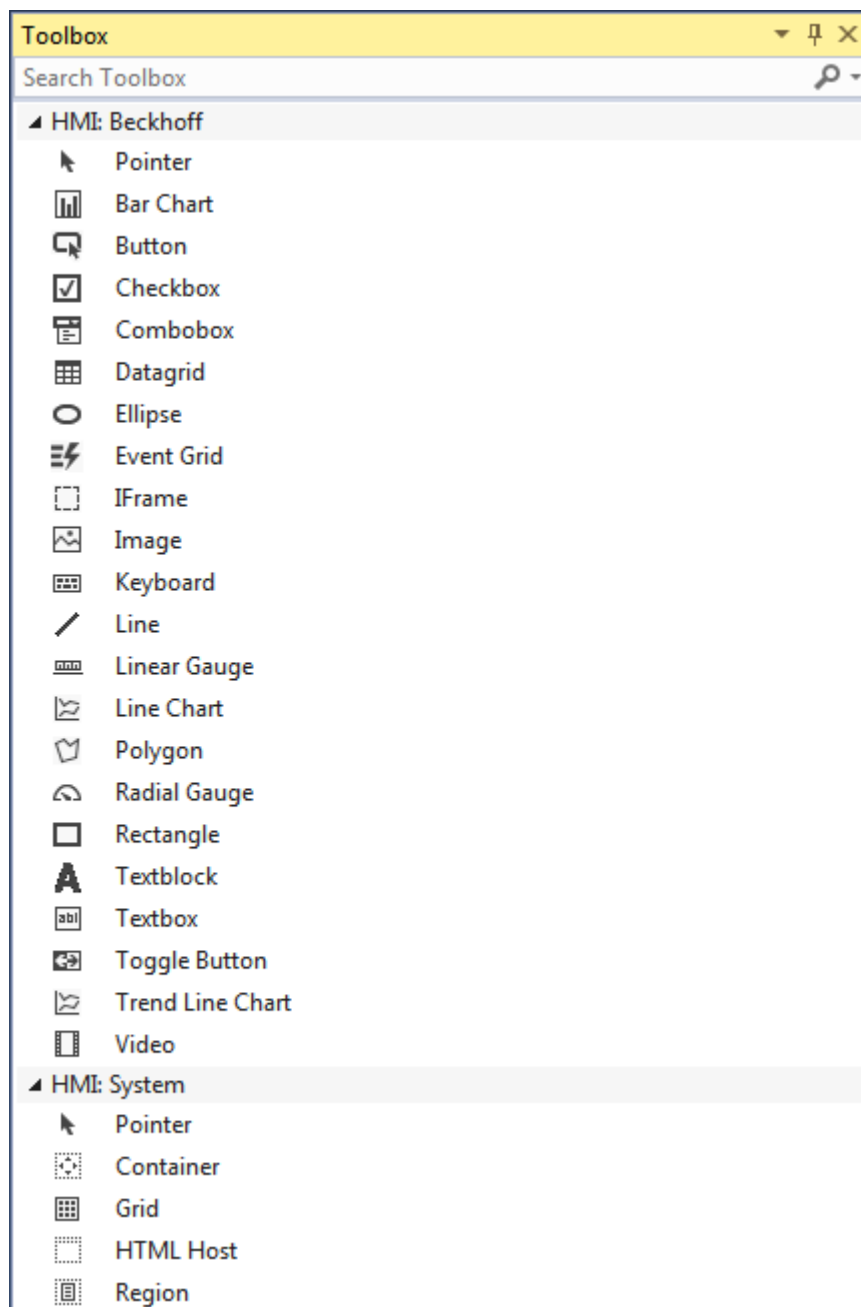 Toolbox
Search Toolbox
HMI: Beckhoff
Pointer
Bar Chart
Button
Checkbox
Combobox
Datagrid
Ellipse
Event Grid
IFrame
Image
Keyboard
Line
Linear Gauge
Line Chart
Polygon
Radial Gauge
Rectangle
A Textblock
abl Textbox
Toggle Button
Trend Line Chart
Video
HMI: System
Pointer
Container
Grid
HTML Host
Region